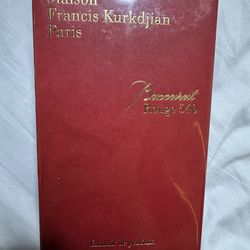 Maison
Francis Kurkdjian
Paris
Baccarat
Rouge 540
Extrait de parfum